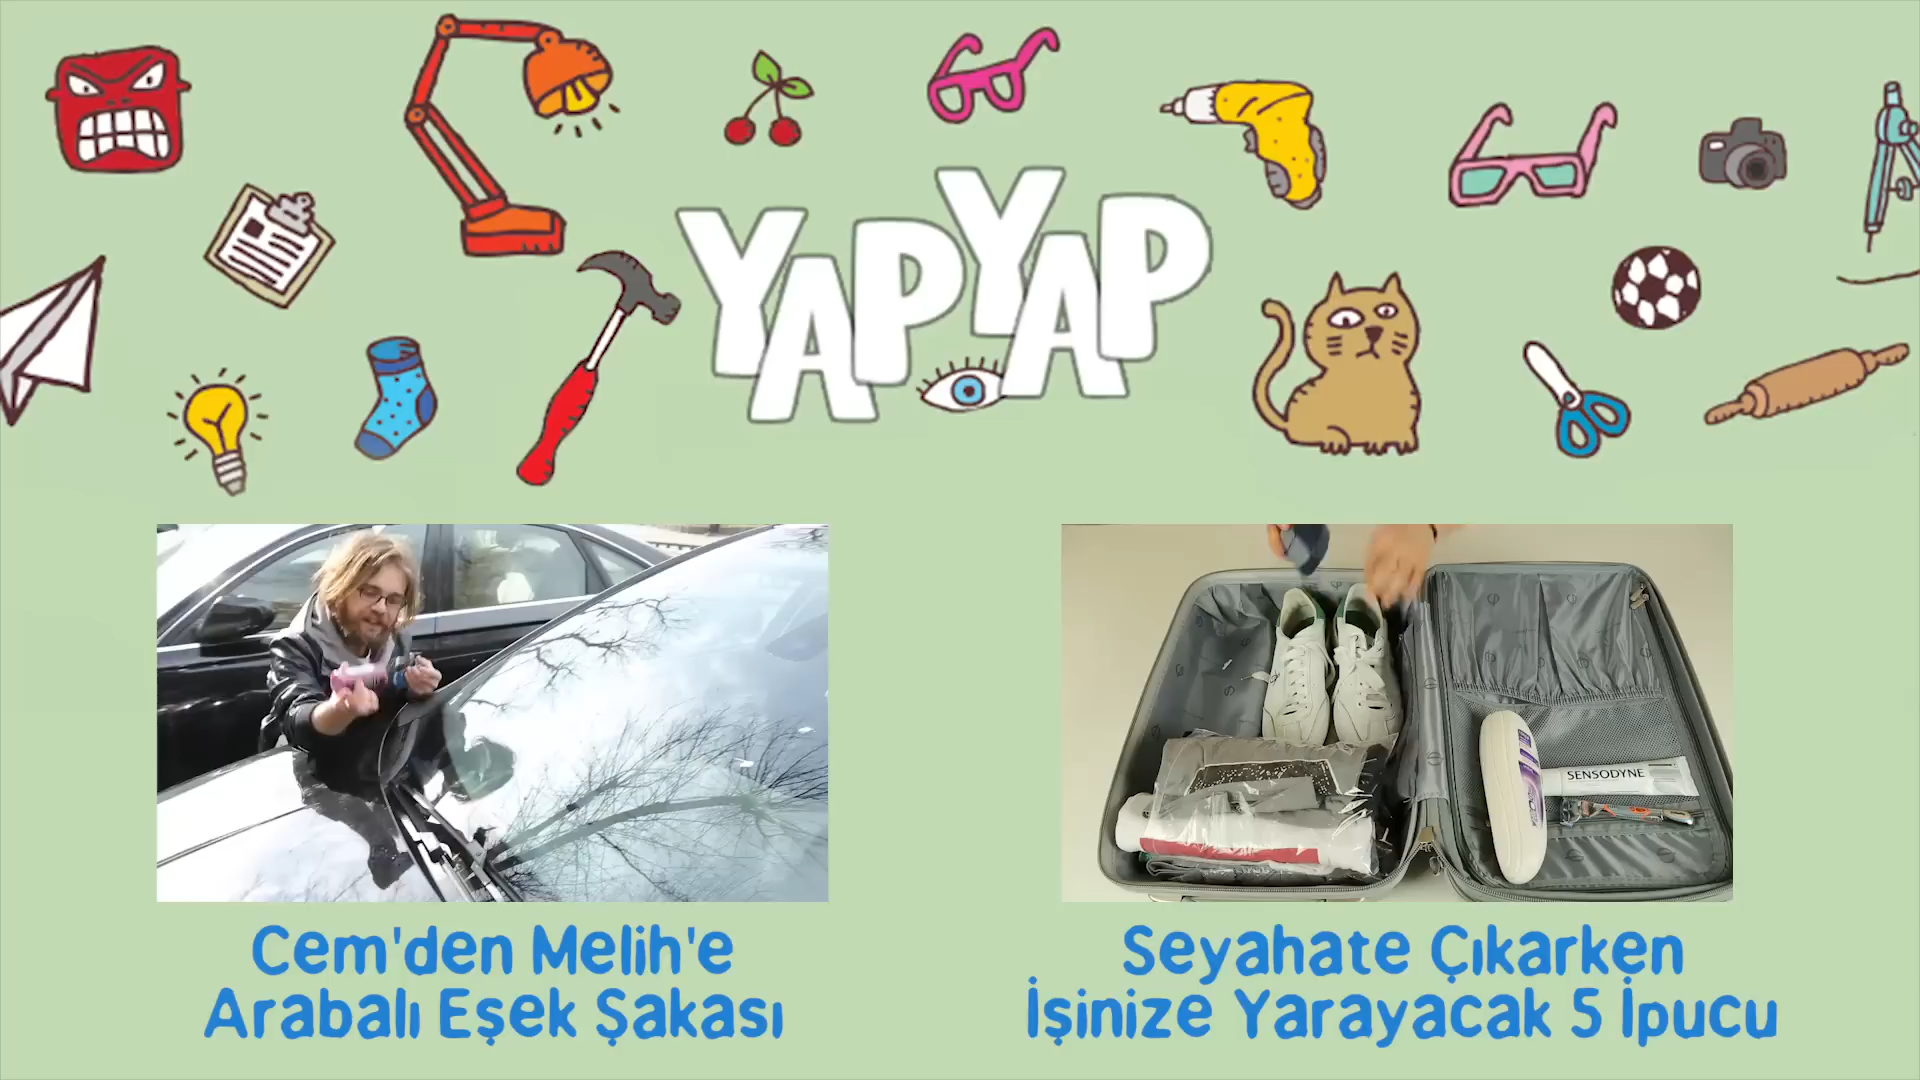 YAPYAP
SENSODYNE
Cem'den Melih'e
Arabalı Eşek Şakası
Seyahate Çıkarken
İşinize Yarayacak 5 İpucu